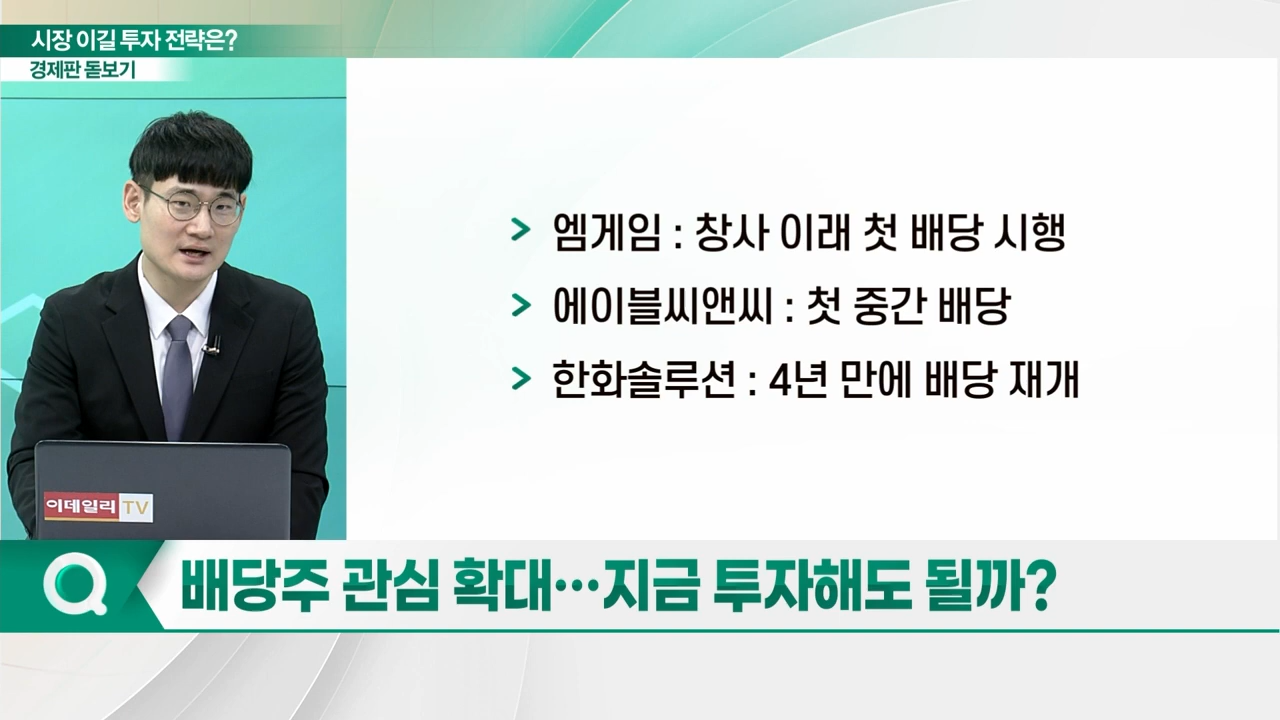 시장 이길 투자 전략은?
경제판 돋보기
> 엠게임 : 창사 이래 첫 배당 시행
> 에이블씨앤씨 : 첫 중간 배당
> 한화솔루션 : 4년 만에 배당 재개
이데일리 TV
배당주 관심 확대…지금 투자해도 될까?